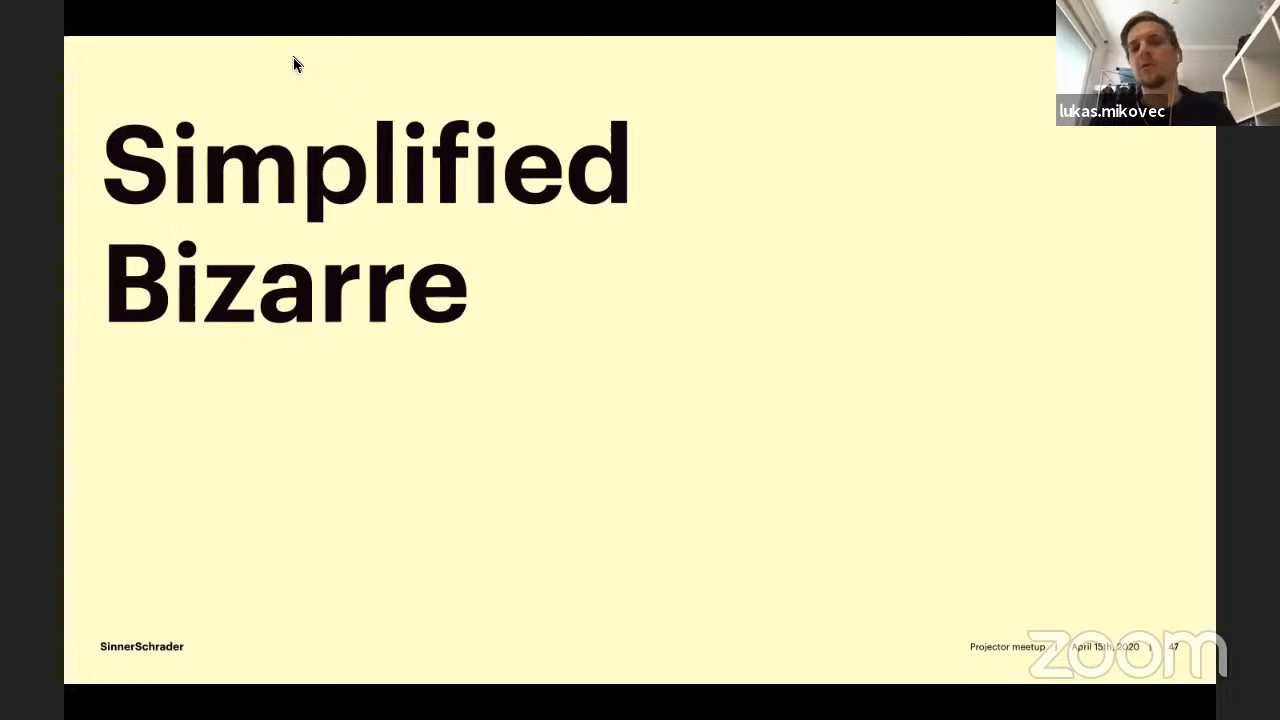 lukas.mikovec
Simplified
Bizarre
SinnerSchrader
Projector meetup | April 15th, 2020 | 47
zoom